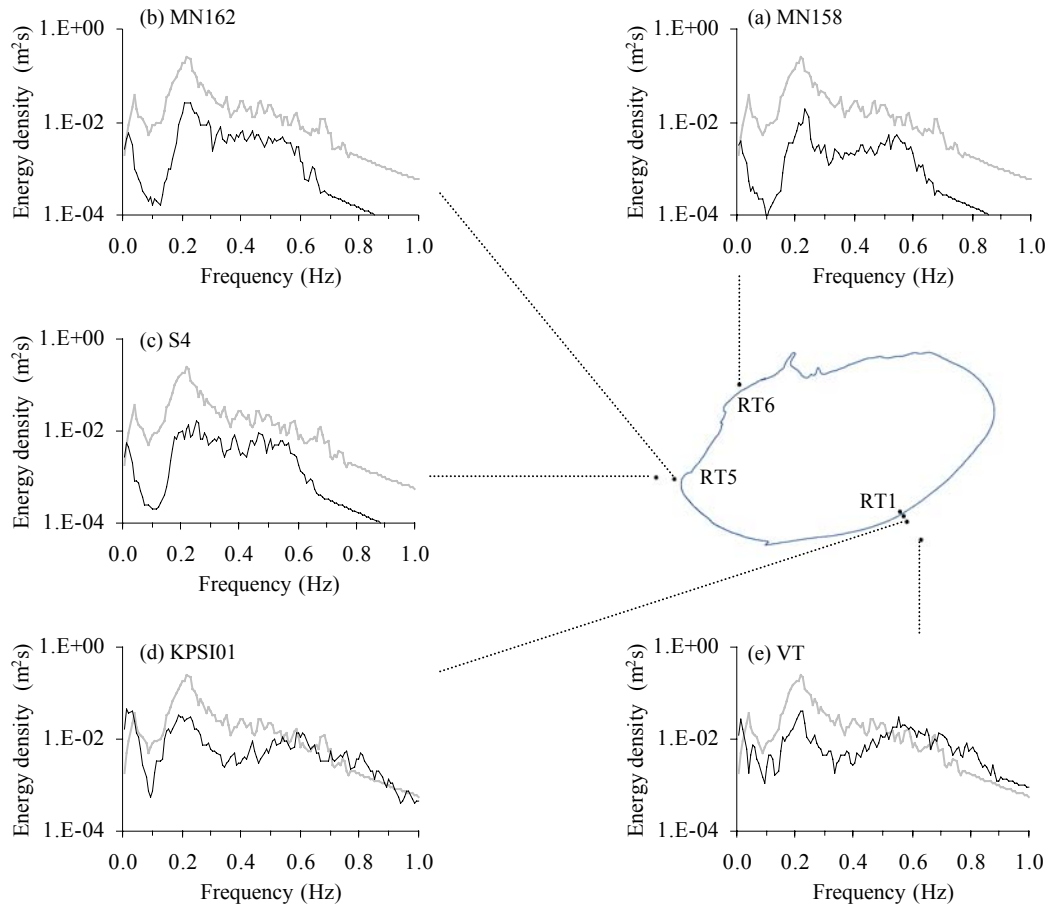 (b) MN162
1.E+00
1.E-02
1.E-04
Energy density (m²s)
0.0 0.2 0.4 0.6 0.8 1.0
Frequency (Hz)
(a) MN158
1.E+00
1.E-02
1.E-04
Energy density (m²s)
0.0 0.2 0.4 0.6 0.8 1.0
Frequency (Hz)
(c) S4
1.E+00
1.E-02
1.E-04
Energy density (m²s)
0.0 0.2 0.4 0.6 0.8 1.0
Frequency (Hz)
RT6
RT5
RT1
(d) KPSI01
1.E+00
1.E-02
1.E-04
Energy density (m²s)
0.0 0.2 0.4 0.6 0.8 1.0
Frequency (Hz)
(e) VT
1.E+00
1.E-02
1.E-04
Energy density (m²s)
0.0 0.2 0.4 0.6 0.8 1.0
Frequency (Hz)